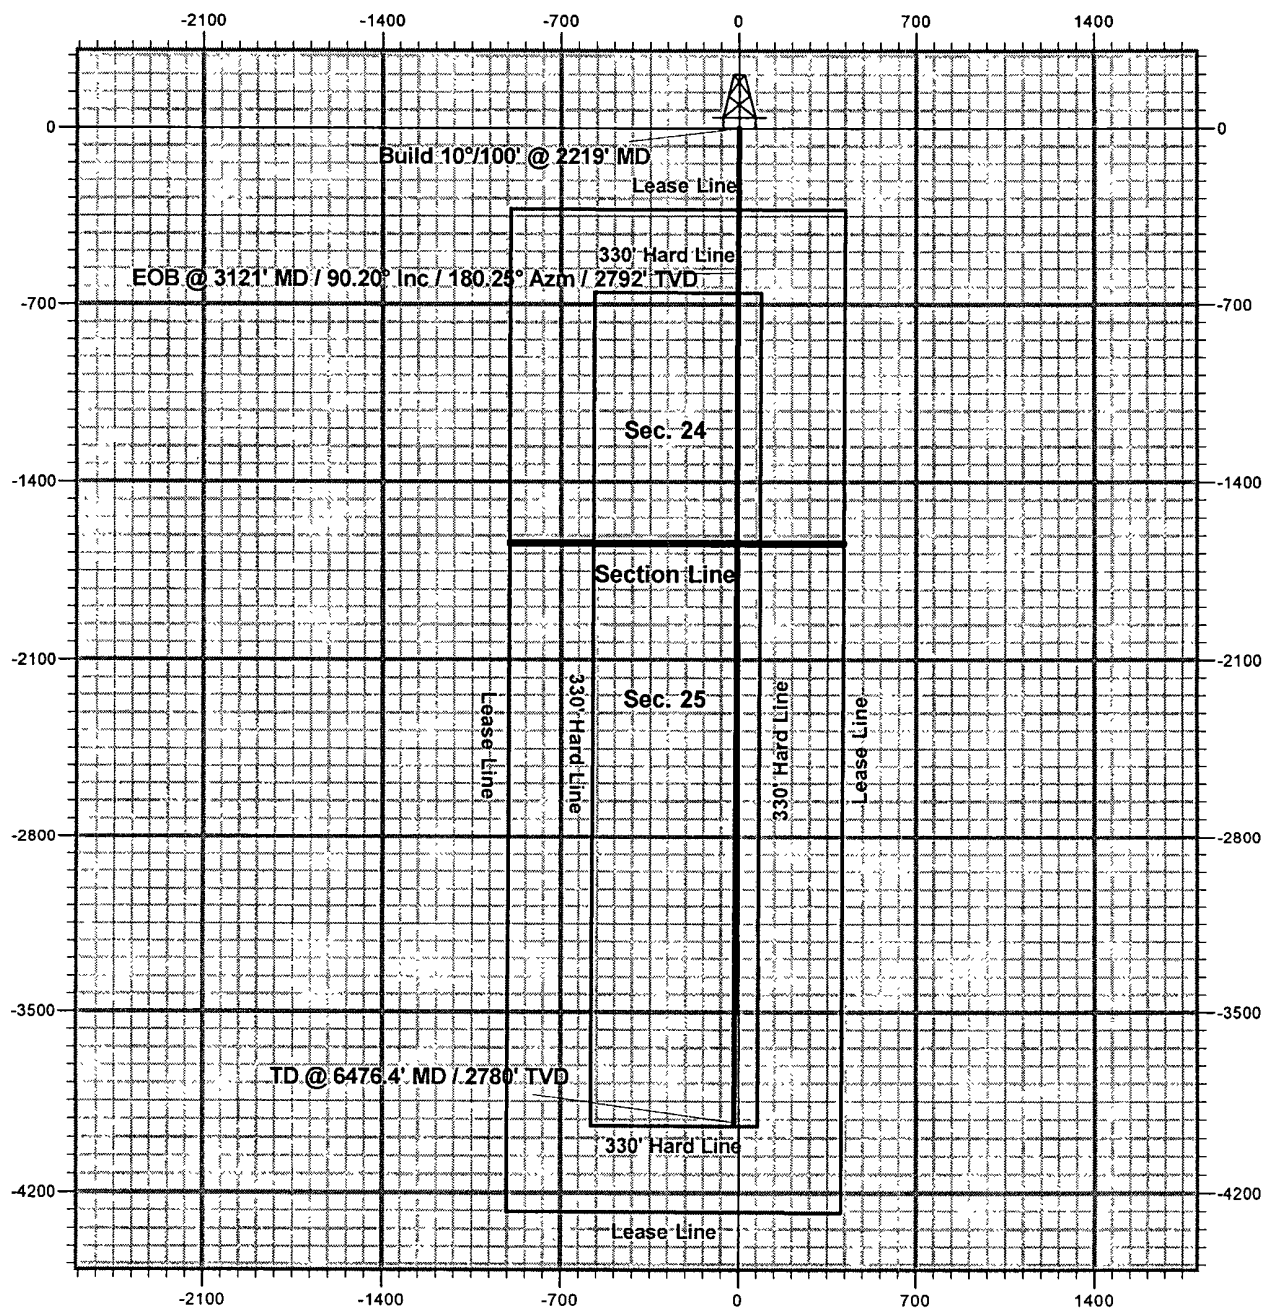 -2100 -1400 -700 0 700 1400
0 0
Build 10°/100' @ 2219' MD
Lease Line
330' Hard Line
EOB @ 3121' MD / 90.20° Inc / 180.25° Azm / 2792' TVD
-700 -700
Sec. 24
-1400 -1400
Section Line
-2100 -2100
Sec. 25
Lease Line
330' Hard Line
330' Hard Line
Lease Line
-2800 -2800
-3500 -3500
TD @ 6476.4' MD / 2780' TVD
330' Hard Line
-4200 -4200
Lease Line
-2100 -1400 -700 0 700 1400